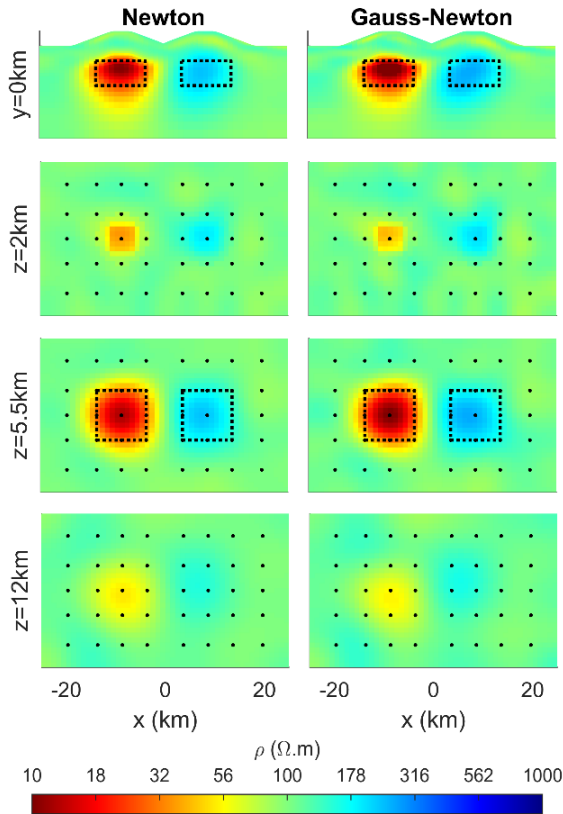 Newton Gauss-Newton
y=0km
z=2km
z=5.5km
z=12km
-20 0 20 -20 0 20
x (km) x (km)
ρ (Ω.m)
10 18 32 56 100 178 316 562 1000